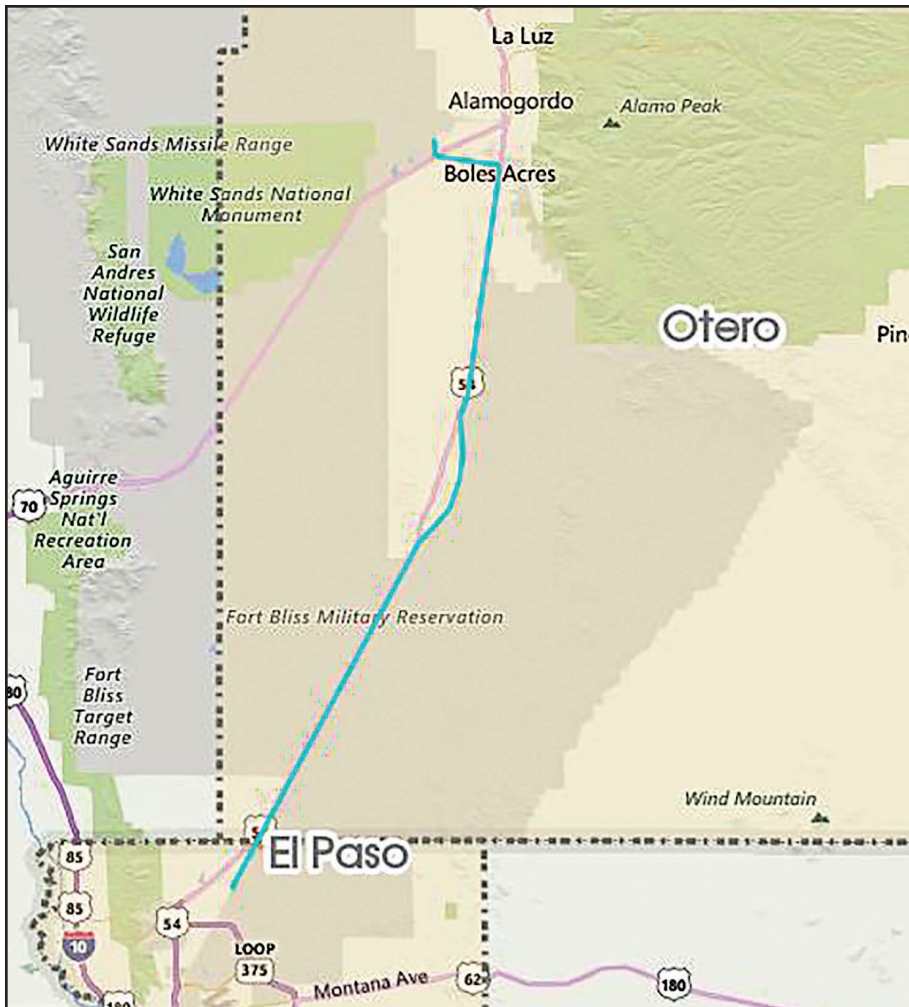 La Luz
Alamogordo
Alamo Peak
White Sands Missile Range
Boles Acres
White Sands National
Monument
San
Andres
National
Wildlife
Refuge
Otero
54
Aguirre
Springs
Nat'l
Recreation
Area
70
Fort Bliss Military Reservation
Fort
Bliss
Target
Range
Wind Mountain
El Paso
85
85
54
10
LOOP
375
Montana Ave
62
180
180